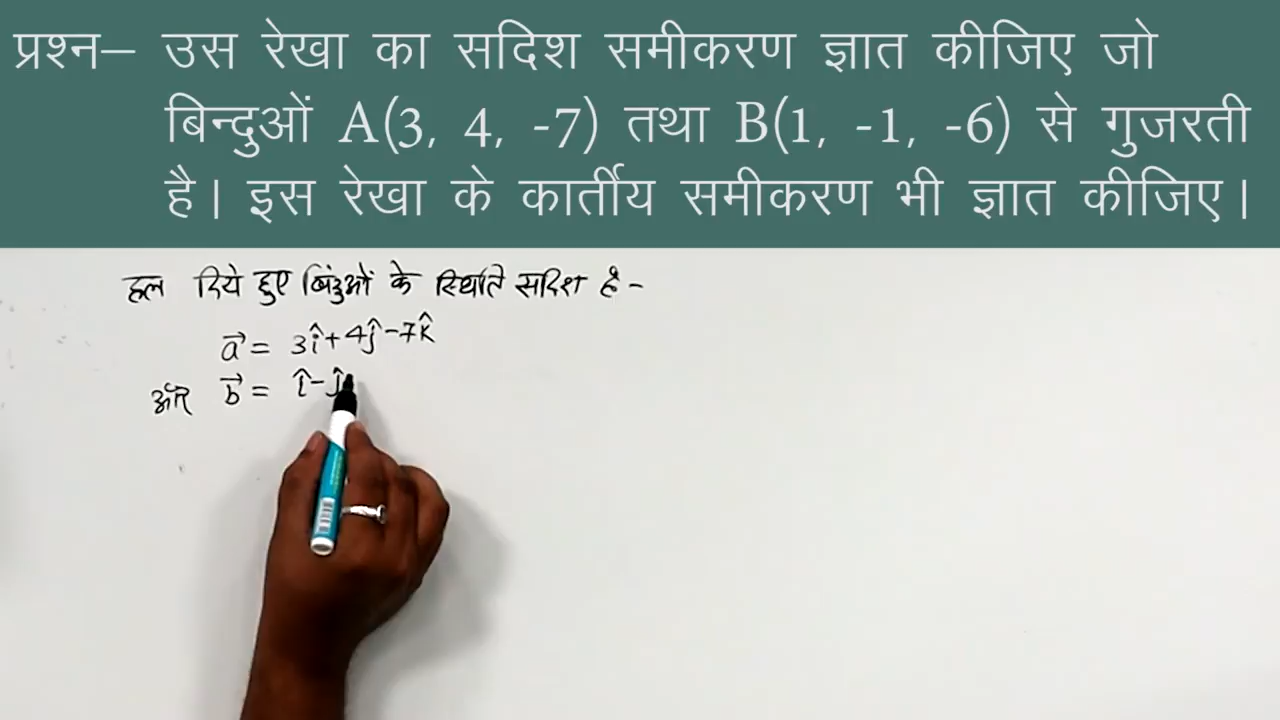 प्रश्न– उस रेखा का सदिश समीकरण ज्ञात कीजिए जो
बिन्दुओं A(3, 4, -7) तथा B(1, -1, -6) से गुजरती
है। इस रेखा के कार्तीय समीकरण भी ज्ञात कीजिए।
हल दिये हुए बिंदुओं के स्थिति सदिश है -
a⃗ = 3î + 4ĵ - 7k̂
और b⃗ = î - ĵ